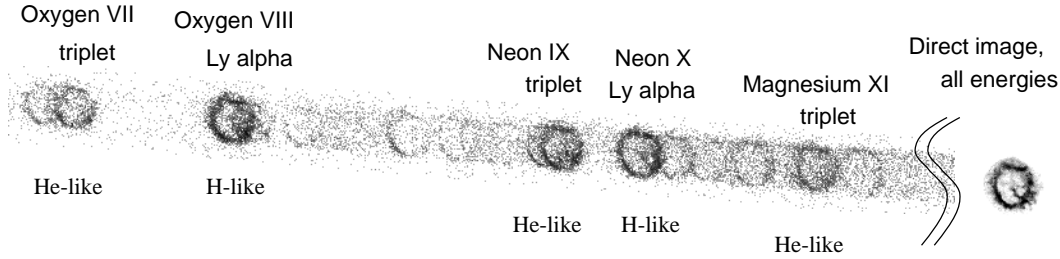 Oxygen VII
triplet
Oxygen VIII
Ly alpha
Neon IX
triplet
Neon X
Ly alpha
Magnesium XI
triplet
Direct image,
all energies
He-like
H-like
He-like
H-like
He-like